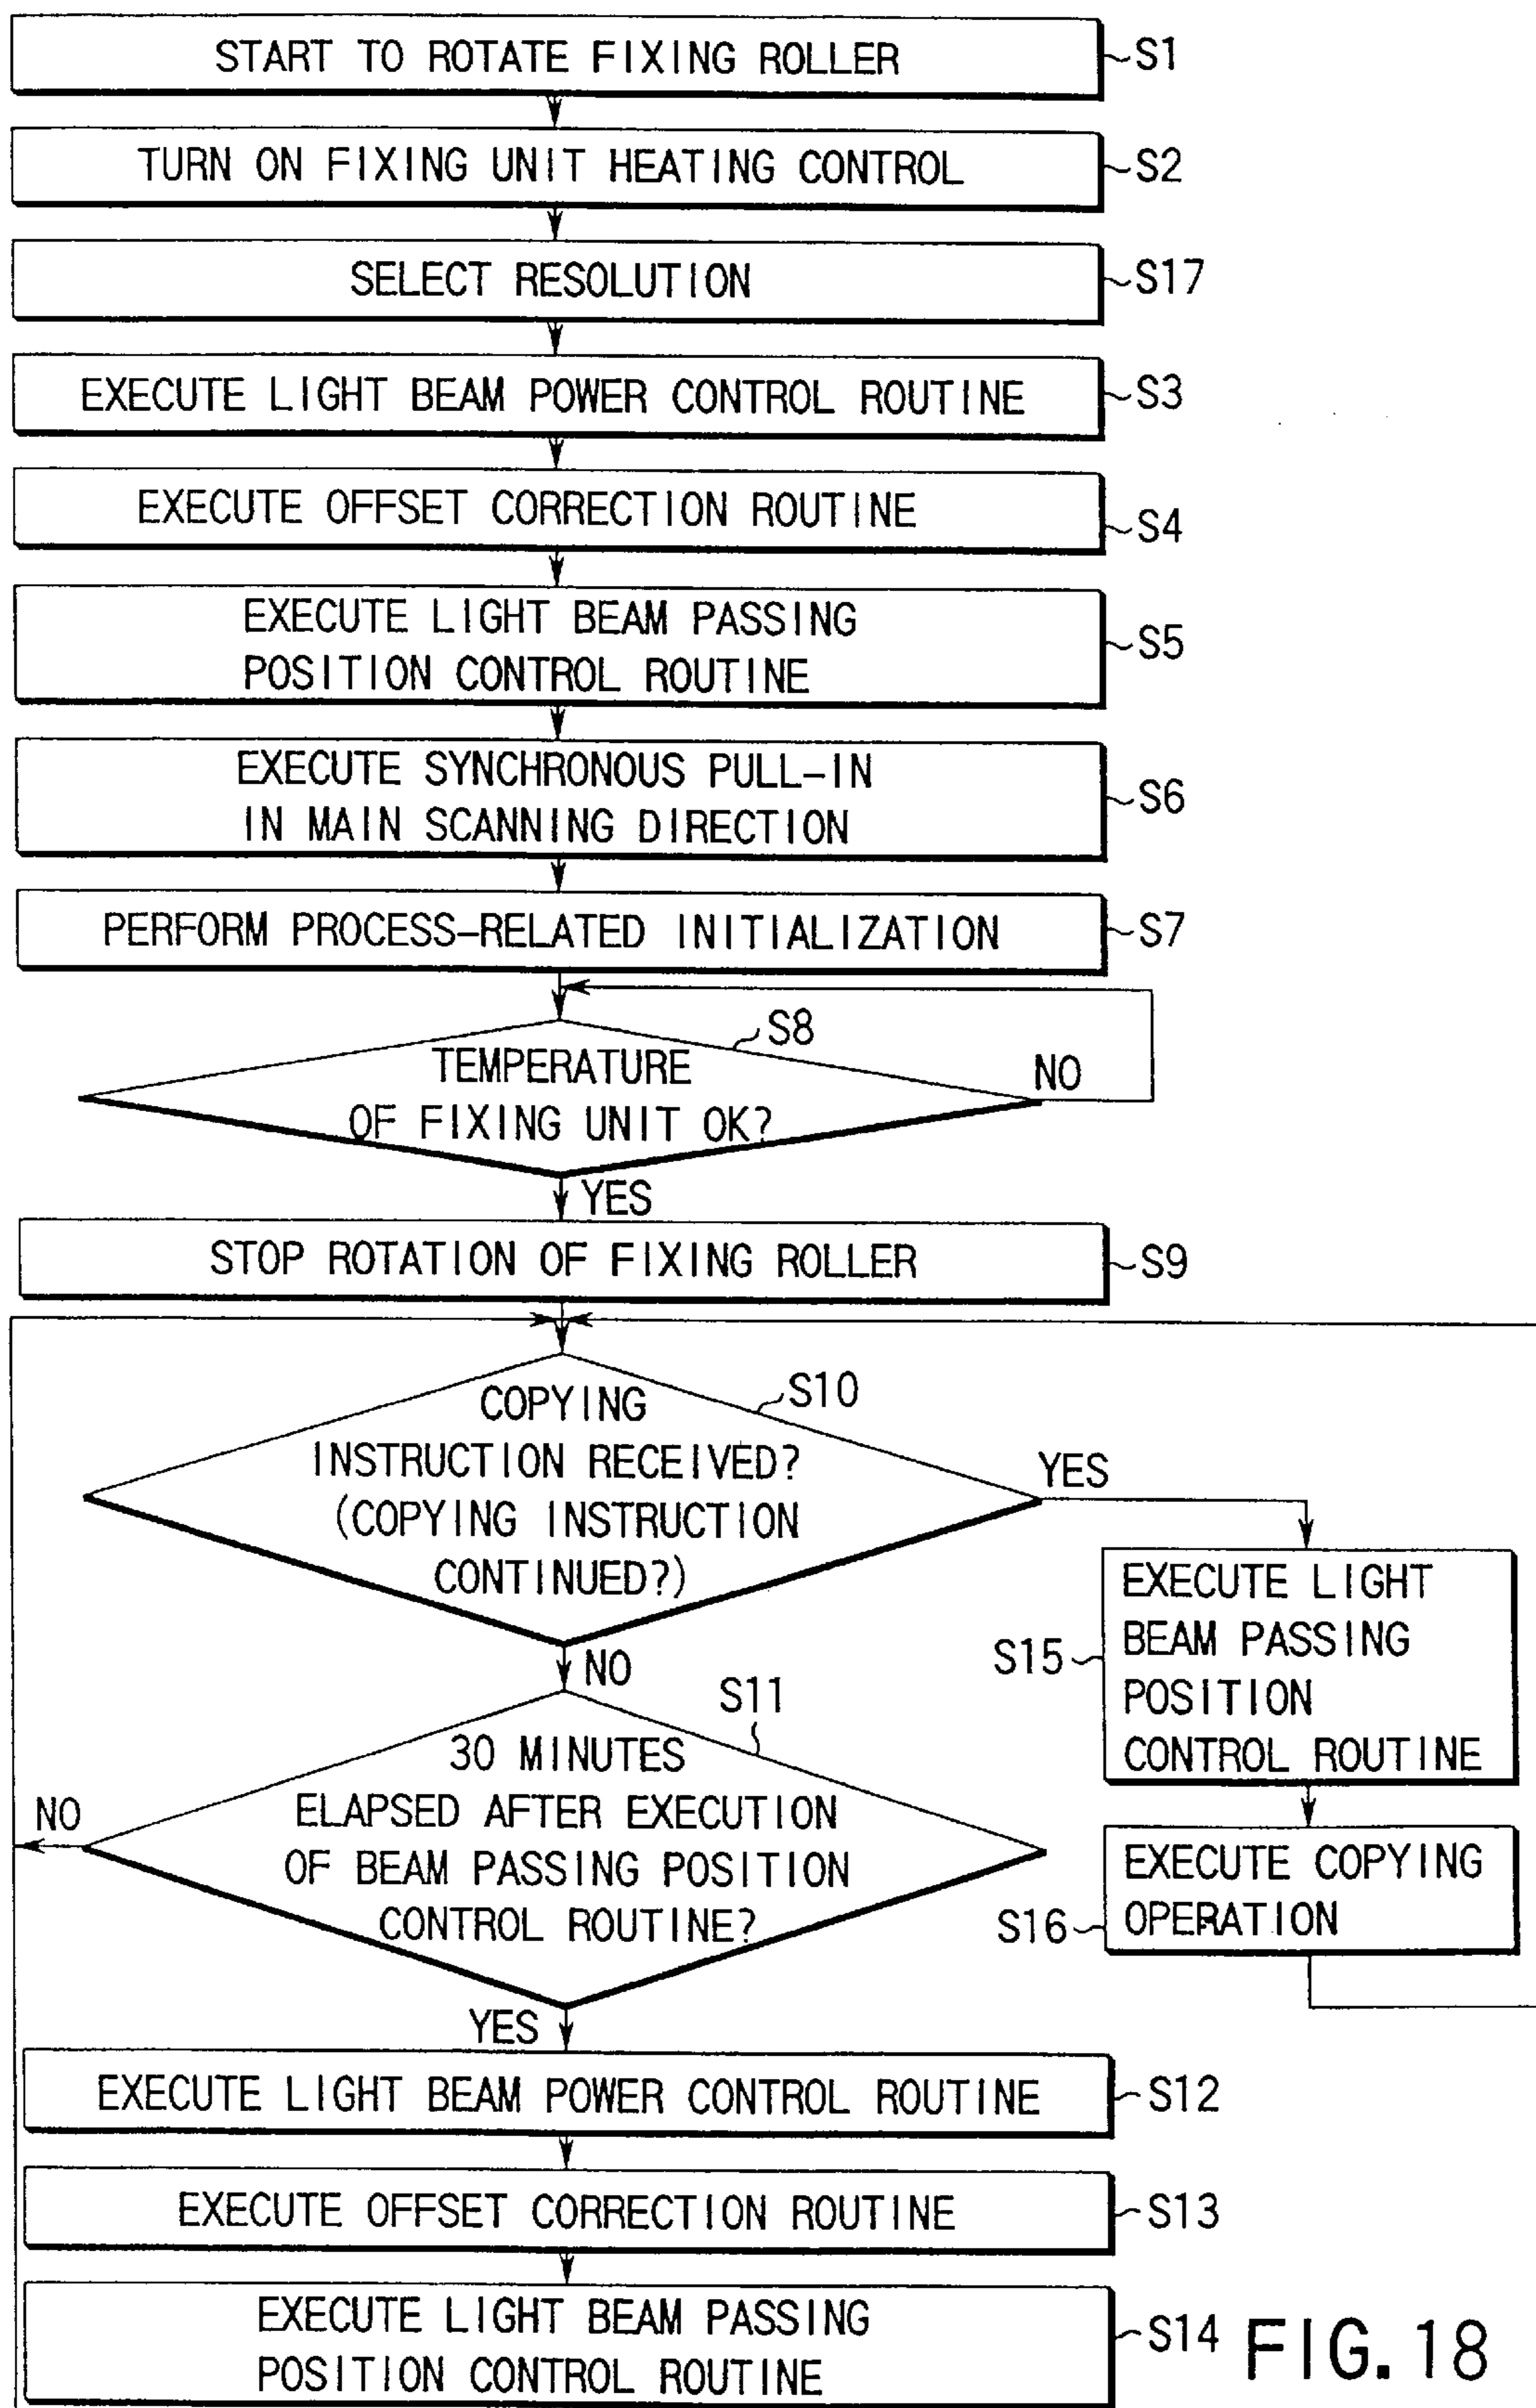 START TO ROTATE FIXING ROLLER
S1
TURN ON FIXING UNIT HEATING CONTROL
S2
SELECT RESOLUTION
S17
EXECUTE LIGHT BEAM POWER CONTROL ROUTINE
S3
EXECUTE OFFSET CORRECTION ROUTINE
S4
EXECUTE LIGHT BEAM PASSING
POSITION CONTROL ROUTINE
S5
EXECUTE SYNCHRONOUS PULL-IN
IN MAIN SCANNING DIRECTION
S6
PERFORM PROCESS-RELATED INITIALIZATION
S7
S8
TEMPERATURE
OF FIXING UNIT OK?
NO
YES
STOP ROTATION OF FIXING ROLLER
S9
S10
COPYING
INSTRUCTION RECEIVED?
(COPYING INSTRUCTION
CONTINUED?)
YES
NO
S15
EXECUTE LIGHT
BEAM PASSING
POSITION
CONTROL ROUTINE
S11
30 MINUTES
ELAPSED AFTER EXECUTION
OF BEAM PASSING POSITION
CONTROL ROUTINE?
NO
YES
S16
EXECUTE COPYING
OPERATION
EXECUTE LIGHT BEAM POWER CONTROL ROUTINE
S12
EXECUTE OFFSET CORRECTION ROUTINE
S13
EXECUTE LIGHT BEAM PASSING
POSITION CONTROL ROUTINE
S14
FIG. 18